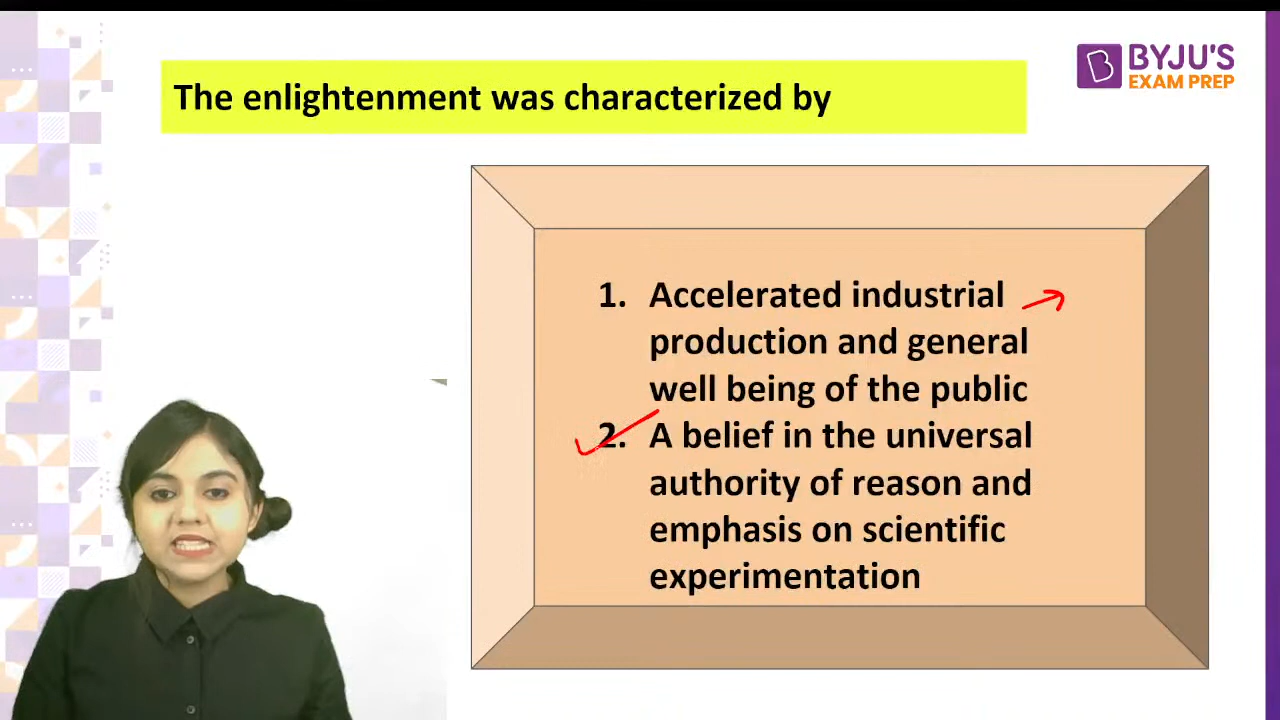 BYJU'S
EXAM PREP
The enlightenment was characterized by
1. Accelerated industrial
production and general
well being of the public
2. A belief in the universal
authority of reason and
emphasis on scientific
experimentation